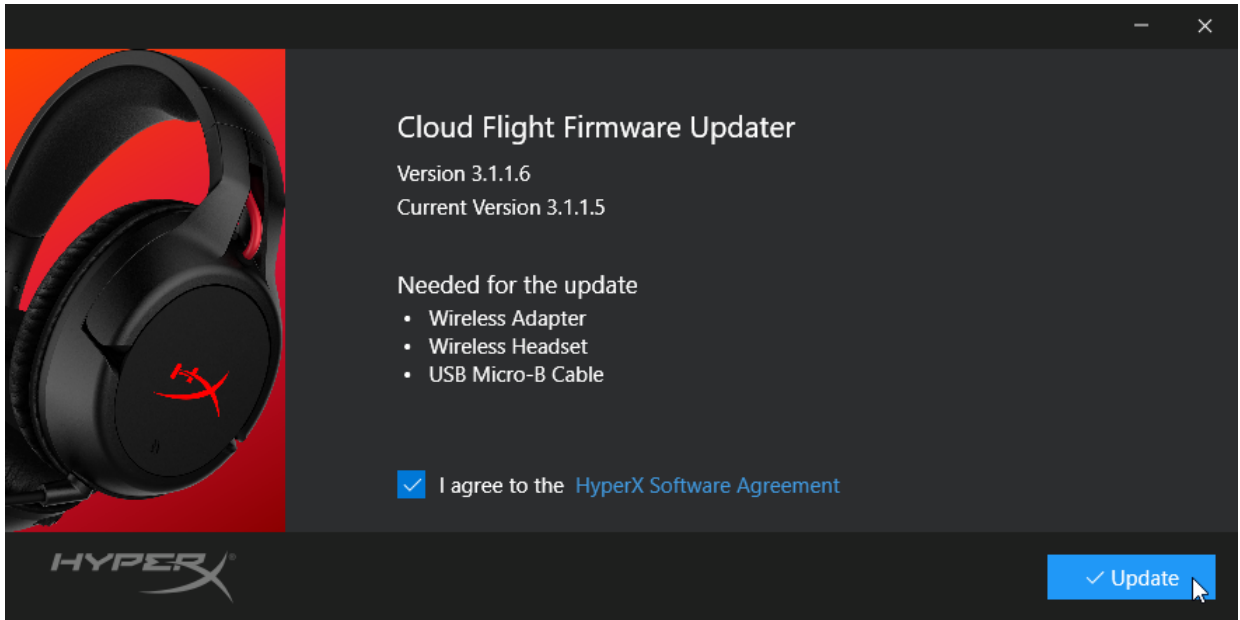 Cloud Flight Firmware Updater
Version 3.1.1.6
Current Version 3.1.1.5
Needed for the update
• Wireless Adapter
• Wireless Headset
• USB Micro-B Cable
I agree to the HyperX Software Agreement
HYPERX®
Update